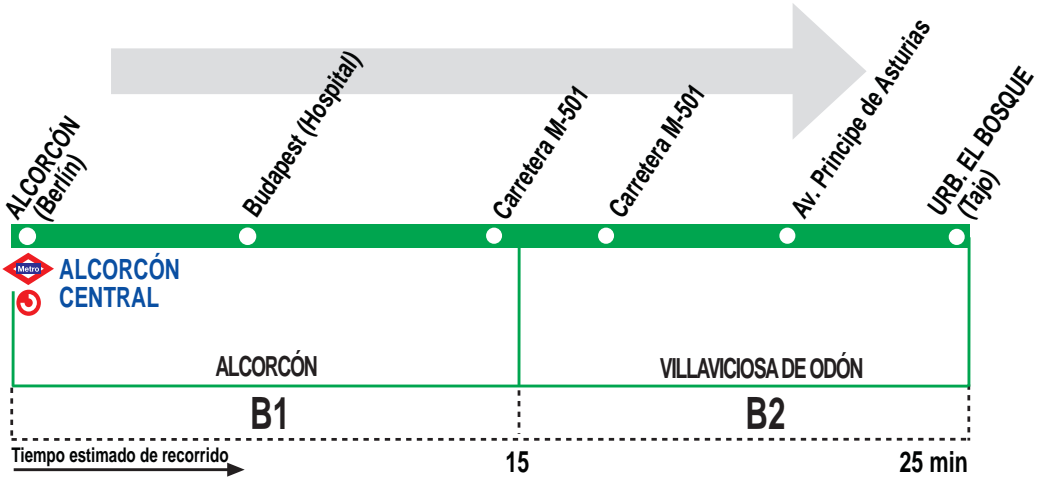 ALCORCÓN
(Berlín)
Budapest (Hospital)
Carretera M-501
Carretera M-501
Av. Principe de Asturias
URB. EL BOSQUE
(Tajo)
Metro
ALCORCÓN
CENTRAL
ALCORCÓN
VILLAVICIOSA DE ODÓN
B1
B2
Tiempo estimado de recorrido
15
25 min